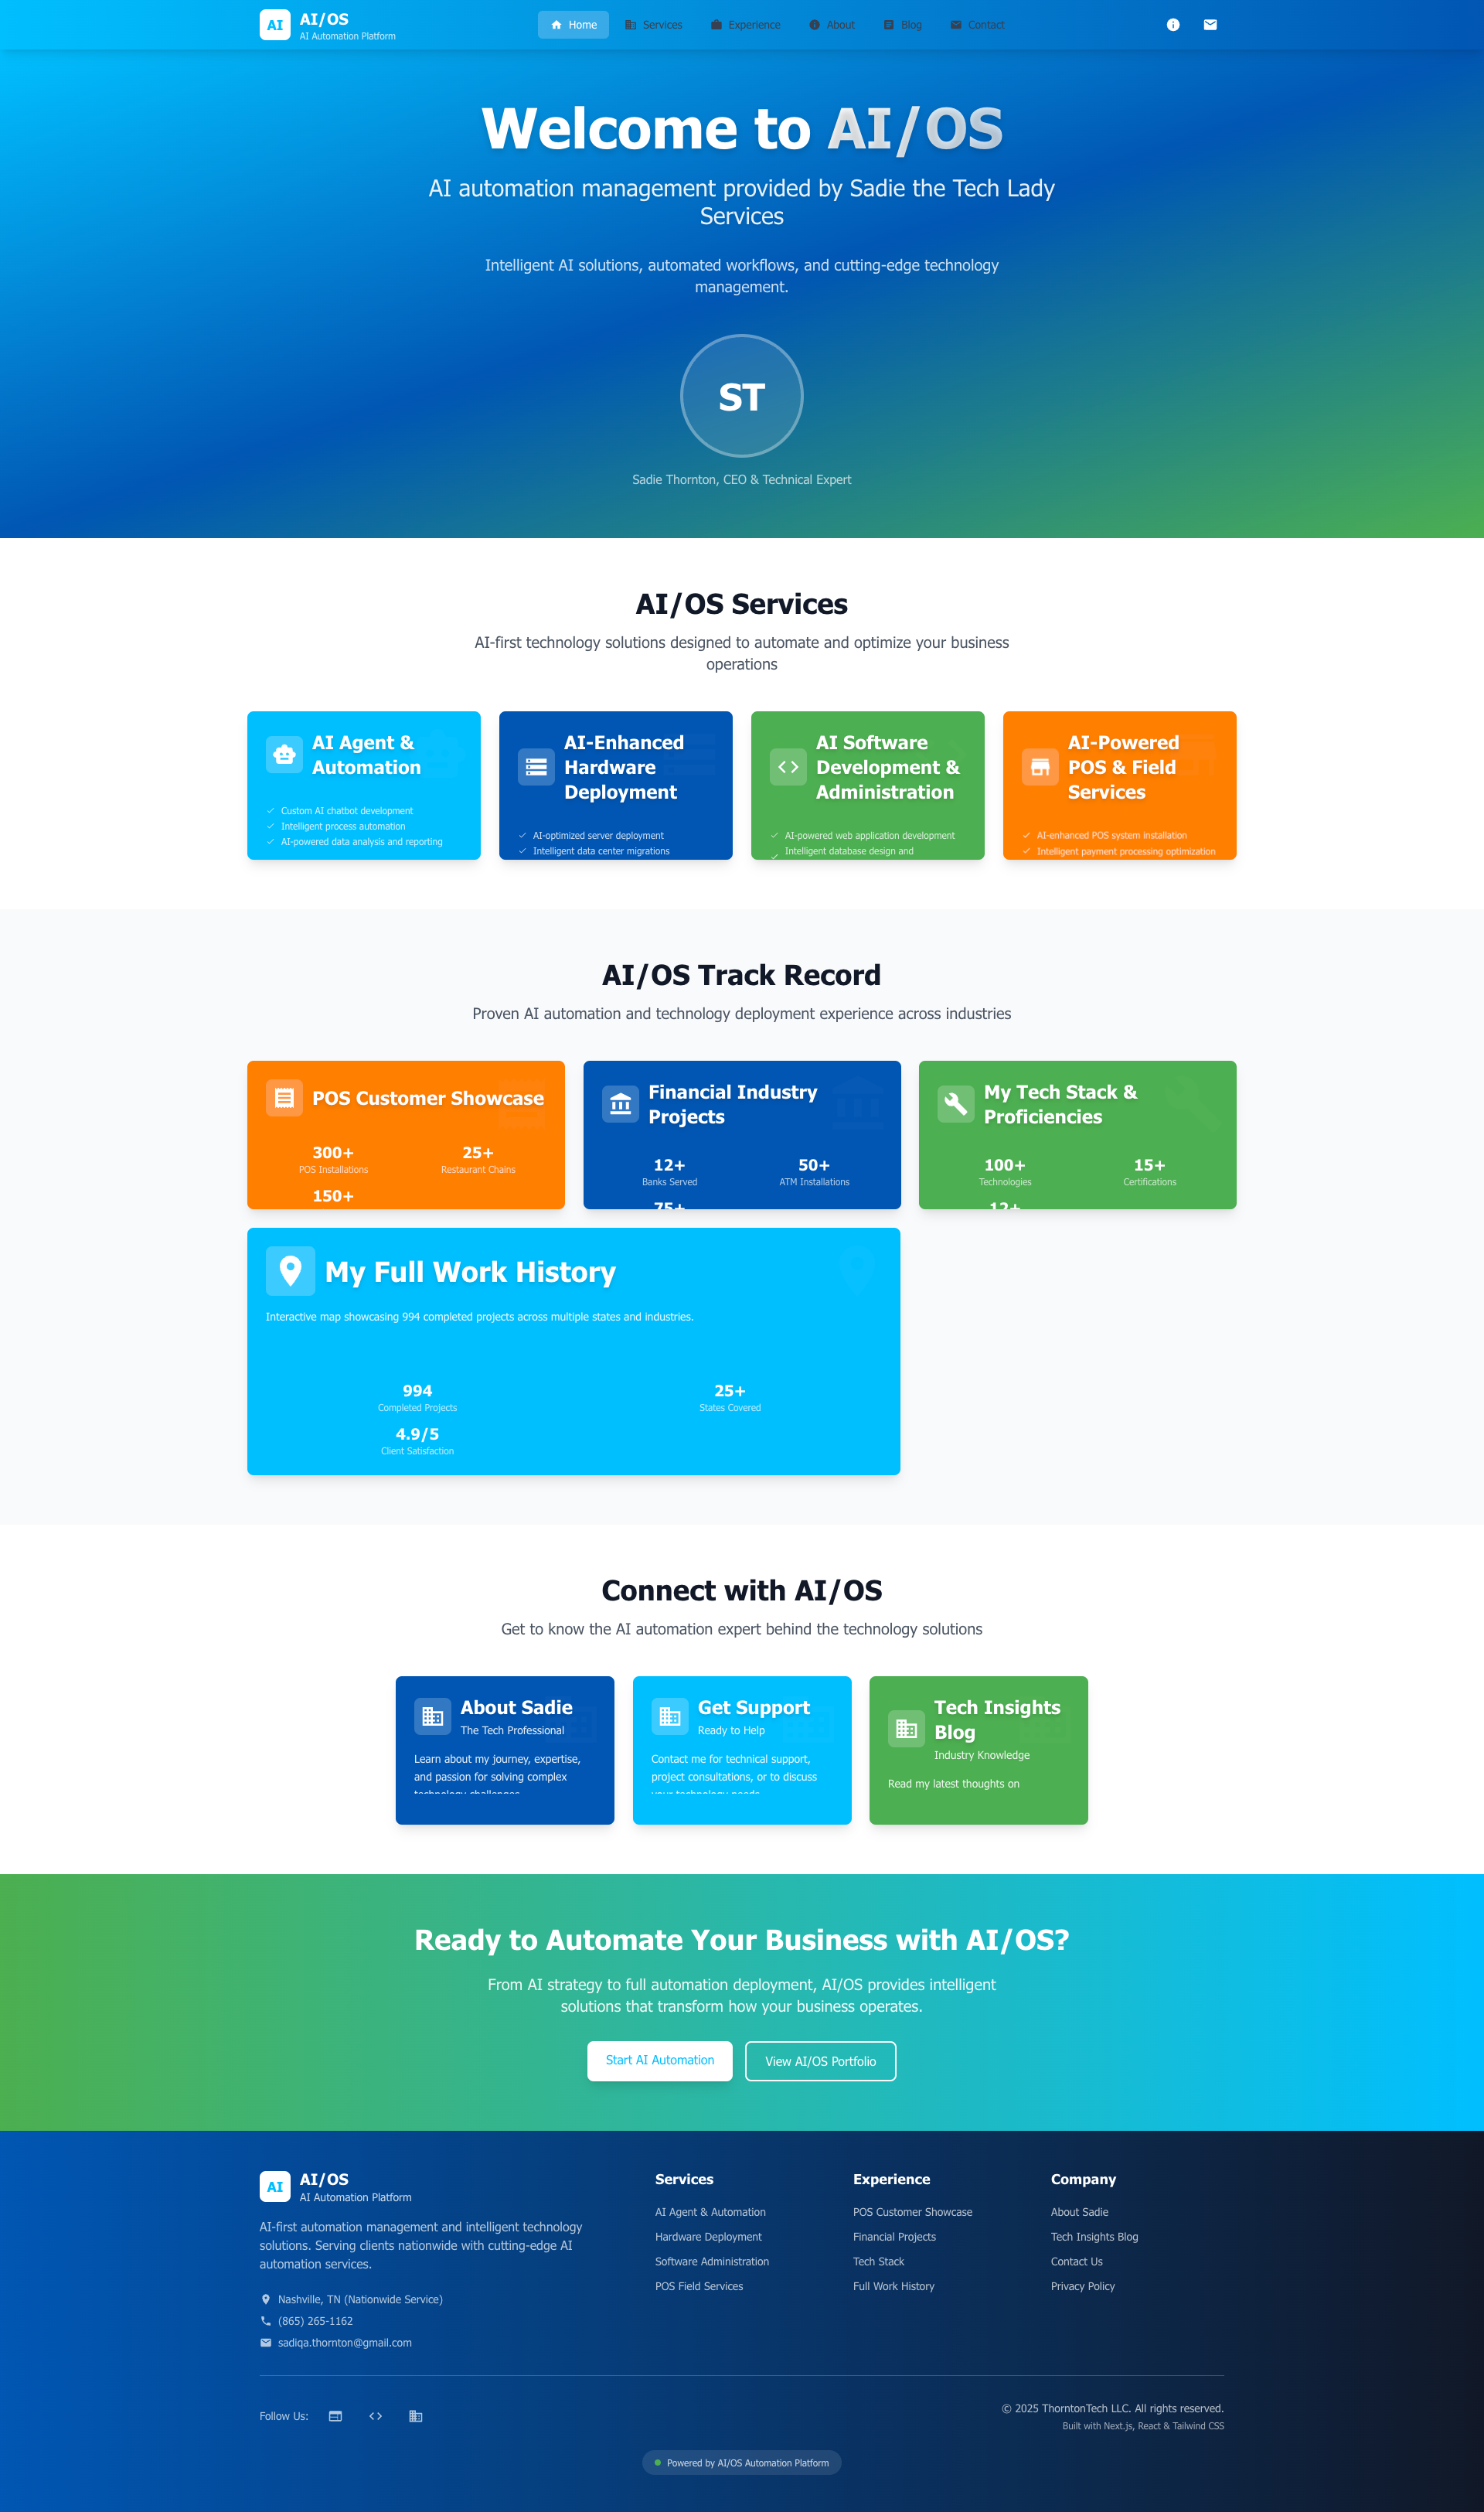 AI
AI/OS
AI Automation Platform
Home
Services
Experience
About
Blog
Contact
Welcome to AI/OS
AI automation management provided by Sadie the Tech Lady
Services
Intelligent AI solutions, automated workflows, and cutting-edge technology
management.
ST
Sadie Thornton, CEO & Technical Expert
AI/OS Services
AI-first technology solutions designed to automate and optimize your business
operations
AI Agent &
Automation
Custom AI chatbot development
Intelligent process automation
AI-powered data analysis and reporting
AI-Enhanced
Hardware
Deployment
AI-optimized server deployment
Intelligent data center migrations
AI Software
Development &
Administration
AI-powered web application development
Intelligent database design and
AI-Powered
POS & Field
Services
AI-enhanced POS system installation
Intelligent payment processing optimization
AI/OS Track Record
Proven AI automation and technology deployment experience across industries
POS Customer Showcase
300+
POS Installations
25+
Restaurant Chains
150+
Financial Industry
Projects
12+
Banks Served
50+
ATM Installations
75+
My Tech Stack &
Proficiencies
100+
Technologies
15+
Certifications
12+
My Full Work History
Interactive map showcasing 994 completed projects across multiple states and industries.
994
Completed Projects
25+
States Covered
4.9/5
Client Satisfaction
Connect with AI/OS
Get to know the AI automation expert behind the technology solutions
About Sadie
The Tech Professional
Learn about my journey, expertise,
and passion for solving complex
technology challenges
Get Support
Ready to Help
Contact me for technical support,
project consultations, or to discuss
your technology needs
Tech Insights
Blog
Industry Knowledge
Read my latest thoughts on
Ready to Automate Your Business with AI/OS?
From AI strategy to full automation deployment, AI/OS provides intelligent
solutions that transform how your business operates.
Start AI Automation
View AI/OS Portfolio
AI
AI/OS
AI Automation Platform
AI-first automation management and intelligent technology
solutions. Serving clients nationwide with cutting-edge AI
automation services.
Nashville, TN (Nationwide Service)
(865) 265-1162
sadiqa.thornton@gmail.com
Services
AI Agent & Automation
Hardware Deployment
Software Administration
POS Field Services
Experience
POS Customer Showcase
Financial Projects
Tech Stack
Full Work History
Company
About Sadie
Tech Insights Blog
Contact Us
Privacy Policy
Follow Us:
© 2025 ThorntonTech LLC. All rights reserved.
Built with Next.js, React & Tailwind CSS
Powered by AI/OS Automation Platform